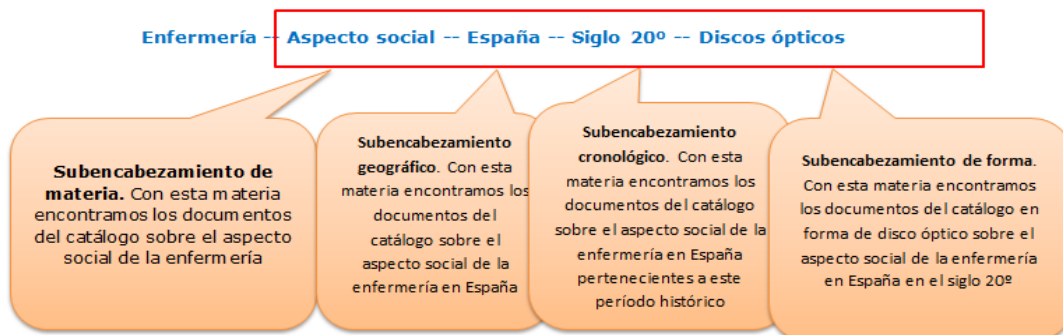 Enfermería -- Aspecto social -- España -- Siglo 20º -- Discos ópticos
Subencabezamiento de
materia. Con esta materia
encontramos los documentos
del catálogo sobre el aspecto
social de la enfermería
Subencabezamiento
geográfico. Con esta
materia encontramos los
documentos del
catálogo sobre el
aspecto social de la
enfermería en España
Subencabezamiento
cronológico. Con esta
materia encontramos los
documentos del catálogo
sobre el aspecto social de la
enfermería en España
pertenecientes a este
período histórico
Subencabezamiento de forma.
Con esta materia encontramos
los documentos del catálogo en
forma de disco óptico sobre el
aspecto social de la enfermería
en España en el siglo 20º